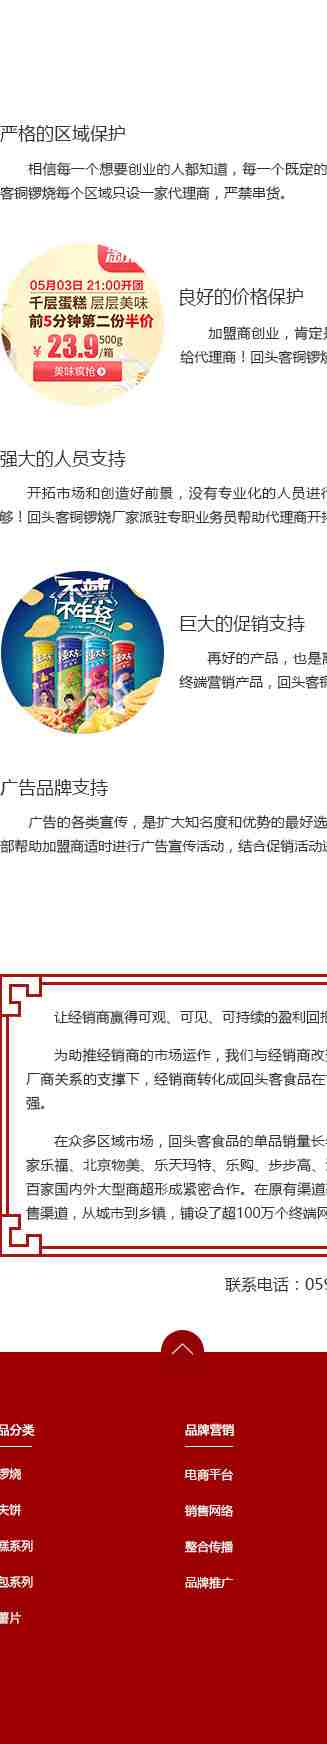 严格的区域保护
相信每一个想要创业的人都知道，每一个既定的
客铜锣烧每个区域只设一家代理商，严禁串货。
05月03日 21:00开团
千层蛋糕 层层美味
前5分钟第二份半价
¥ 23.9 500g/箱
美味疯抢
良好的价格保护
加盟商创业，肯定是
给代理商！回头客铜锣烧
强大的人员支持
开拓市场和创造好前景，没有专业化的人员进行
够！回头客铜锣烧厂家派驻专职业务员帮助代理商开拓
不辣
不年轻
巨大的促销支持
再好的产品，也是离
终端营销产品，回头客铜
广告品牌支持
广告的各类宣传，是扩大知名度和优势的最好选
部帮助加盟商适时进行广告宣传活动，结合促销活动进
让经销商赢得可观、可见、可持续的盈利回报
为助推经销商的市场运作，我们与经销商改变
厂商关系的支撑下，经销商转化成回头客食品在市
强。
在众多区域市场，回头客食品的单品销量长期
家乐福、北京物美、乐天玛特、乐购、步步高、
百家国内外大型商超形成紧密合作。在原有渠道基
售渠道，从城市到乡镇，铺设了超100万个终端网
联系电话：059
品分类
锣烧
夫饼
糕系列
包系列
薯片
品牌营销
电商平台
销售网络
整合传播
品牌推广